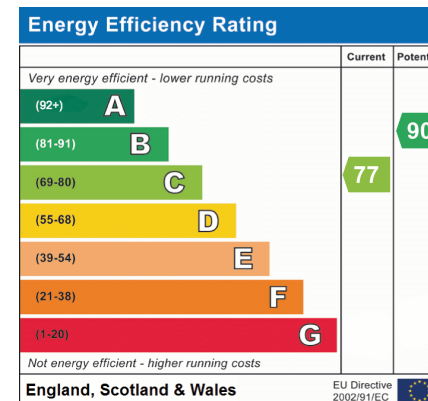 Energy Efficiency Rating
Current
Very energy efficient - lower running costs
(92+) A
(81-91) B
90
(69-80) C
77
(55-68) D
(39-54) E
(21-38) F
(1-20) G
Not energy efficient - higher running costs
England, Scotland & Wales
EU Directive
2002/91/EC